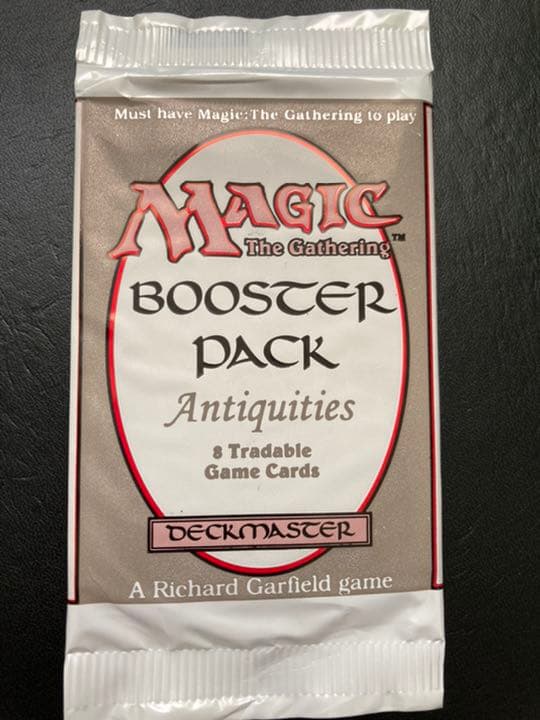 Must have Magic:The Gathering to play
MAGIC
The Gathering™
BOOSTER
PACK
Antiquities
8 Tradable
Game Cards
DECKMASTER
A Richard Garfield game